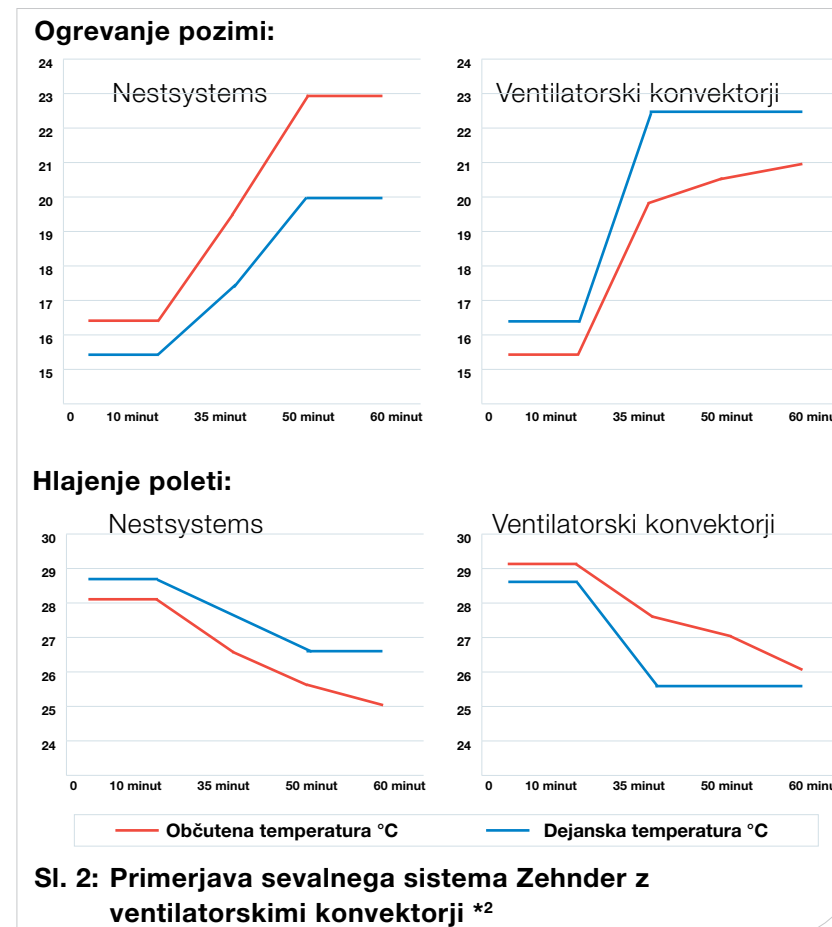 Ogrevanje pozimi:
Nestsystems
24
23
22
21
20
19
18
17
16
15
0 10 minut 35 minut 50 minut 60 minut
Ventilatorski konvektorji
24
23
22
21
20
19
18
17
16
15
0 10 minut 35 minut 50 minut 60 minu
Hlajenje poleti:
Nestsystems
30
29
28
27
26
25
24
0 10 minut 35 minut 50 minut 60 minut
Ventilatorski konvektorji
30
29
28
27
26
25
24
0 10 minut 35 minut 50 minut 60 minu
Občutena temperatura °C Dejanska temperatura °C
Sl. 2: Primerjava sevalnega sistema Zehnder z
ventilatorskimi konvektorji *²